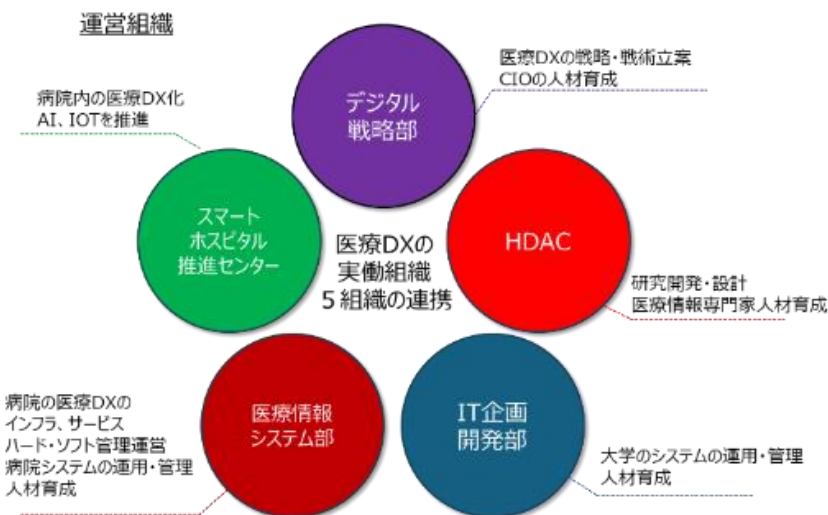 運営組織
医療DXの戦略・戦術立案
CIOの人材育成
デジタル
戦略部
病院内の医療DX化
AI、IOTを推進
スマート
ホスピタル
推進センター
医療DXの
実働組織
5組織の連携
HDAC
研究開発・設計
医療情報専門家人材育成
病院の医療DXの
インフラ、サービス
ハード・ソフト管理運営
病院システムの運用・管理
人材育成
医療情報
システム部
IT企画
開発部
大学のシステムの運用・管理
人材育成